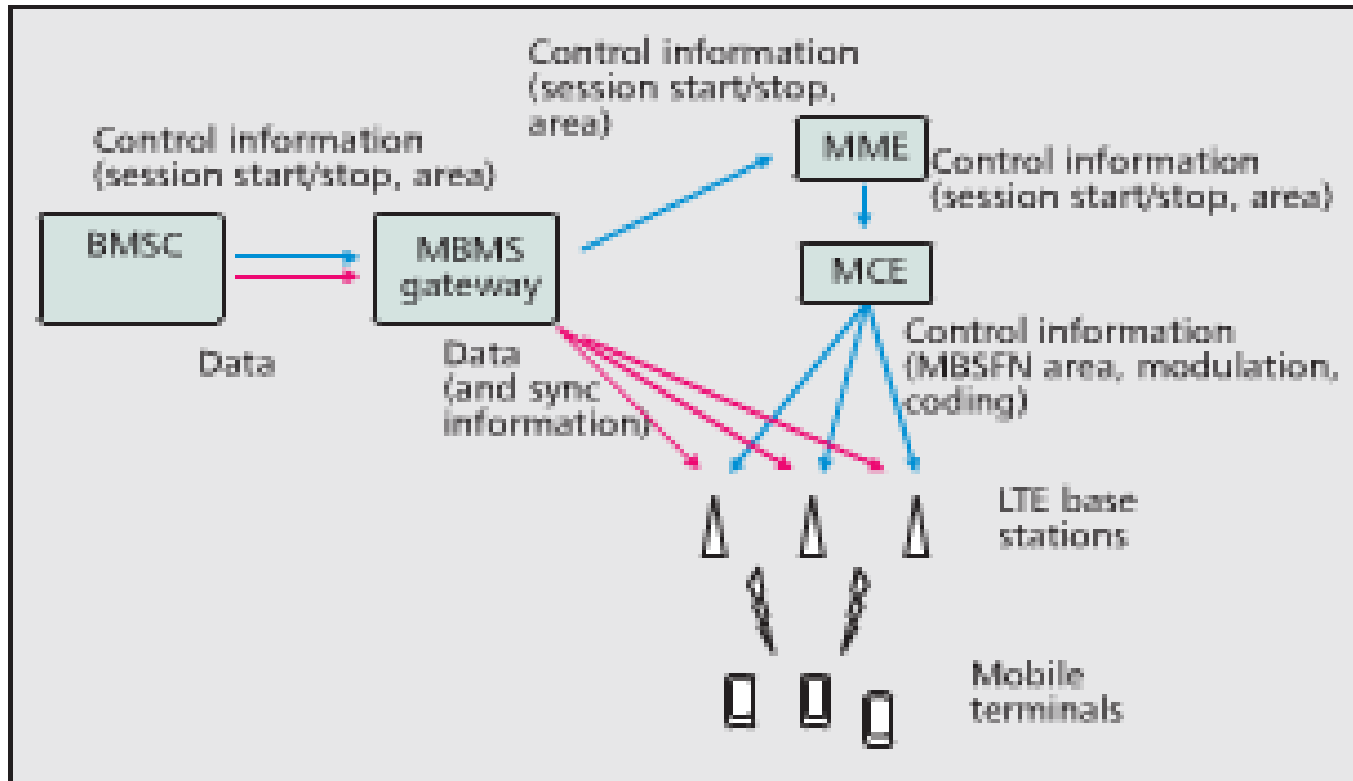 Control information
(session start/stop,
area)
Control information
(session start/stop, area)
MME
Control information
(session start/stop, area)
BMSC
MBMS
gateway
MCE
Data
Data
(and sync
information)
Control information
(MBSFN area, modulation,
coding)
LTE base
stations
Mobile
terminals